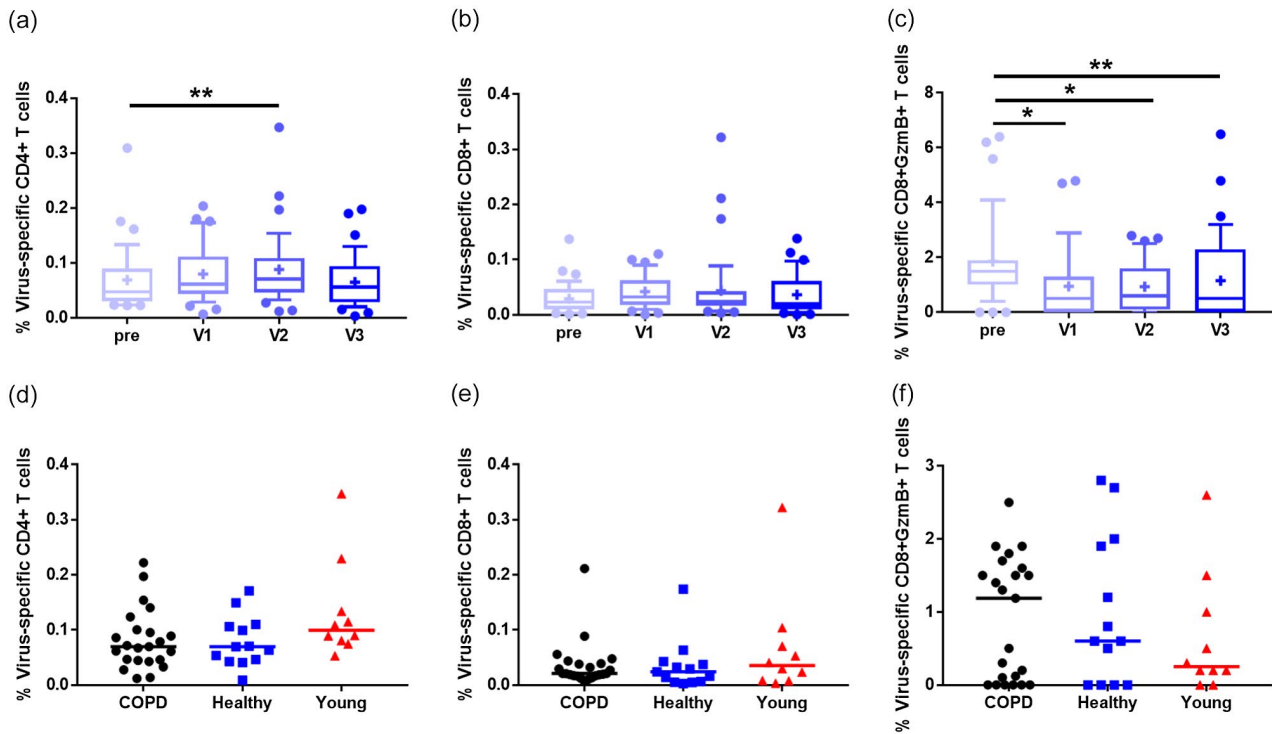 (a)
% Virus-specific CD4+ T cells
0.4
0.3
0.2
0.1
0.0
**
pre V1 V2 V3
(b)
% Virus-specific CD8+ T cells
0.4
0.3
0.2
0.1
0.0
pre V1 V2 V3
(c)
% Virus-specific CD8+GzmB+ T cells
8
6
4
2
0
**
*
*
pre V1 V2 V3
(d)
% Virus-specific CD4+ T cells
0.4
0.3
0.2
0.1
0.0
COPD Healthy Young
(e)
% Virus-specific CD8+ T cells
0.4
0.3
0.2
0.1
0.0
COPD Healthy Young
(f)
% Virus-specific CD8+GzmB+ T cells
3
2
1
0
COPD Healthy Young